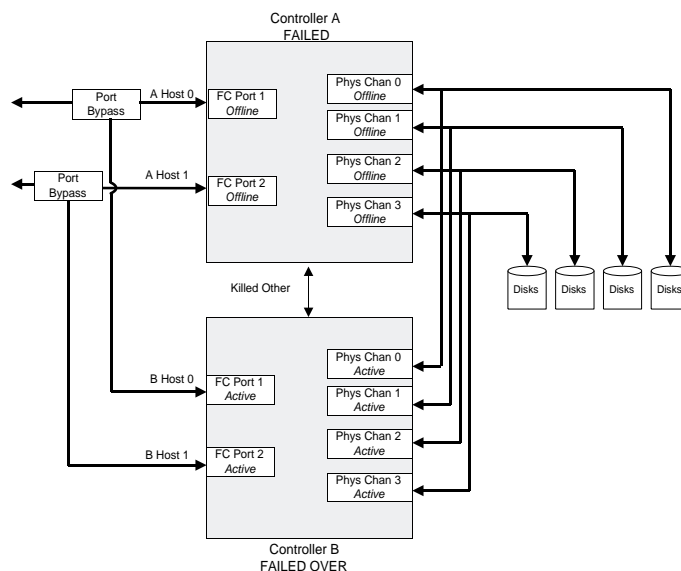 Controller A
FAILED
Port
Bypass
A Host 0
FC Port 1
Offline
Phys Chan 0
Offline
Phys Chan 1
Offline
Port
Bypass
A Host 1
FC Port 2
Offline
Phys Chan 2
Offline
Phys Chan 3
Offline
Killed Other
Disks
Disks
Disks
Disks
B Host 0
FC Port 1
Active
Phys Chan 0
Active
Phys Chan 1
Active
B Host 1
FC Port 2
Active
Phys Chan 2
Active
Phys Chan 3
Active
Controller B
FAILED OVER